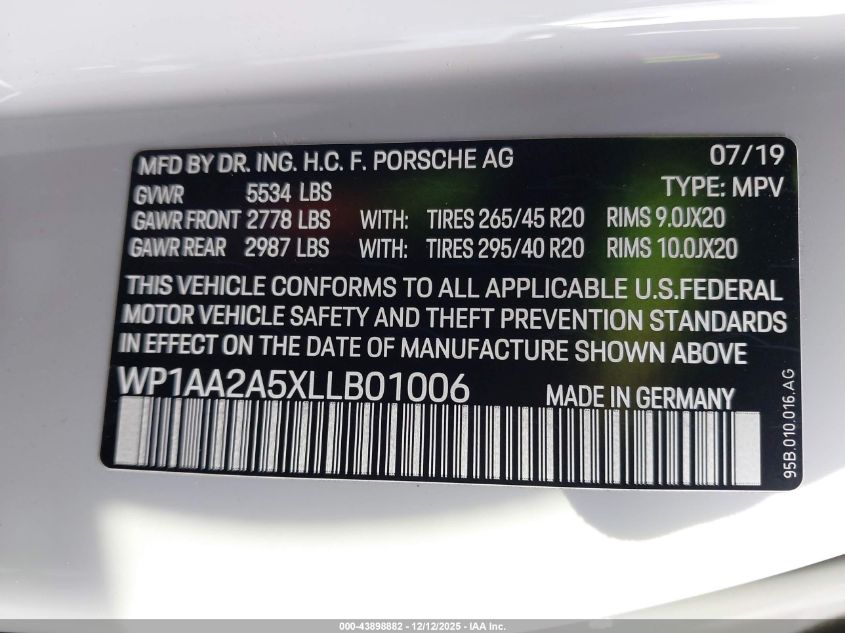 MFD BY DR. ING. H.C. F. PORSCHE AG 07/19
GVWR 5534 LBS TYPE: MPV
GAWR FRONT 2778 LBS WITH: TIRES 265/45 R20 RIMS 9.0JX20
GAWR REAR 2987 LBS WITH: TIRES 295/40 R20 RIMS 10.0JX20
THIS VEHICLE CONFORMS TO ALL APPLICABLE U.S.FEDERAL
MOTOR VEHICLE SAFETY AND THEFT PREVENTION STANDARDS
IN EFFECT ON THE DATE OF MANUFACTURE SHOWN ABOVE
WP1AA2A5XLLB01006 MADE IN GERMANY
95B.010.016.AG
000-43898882 - 12/12/2025 - IAA Inc.